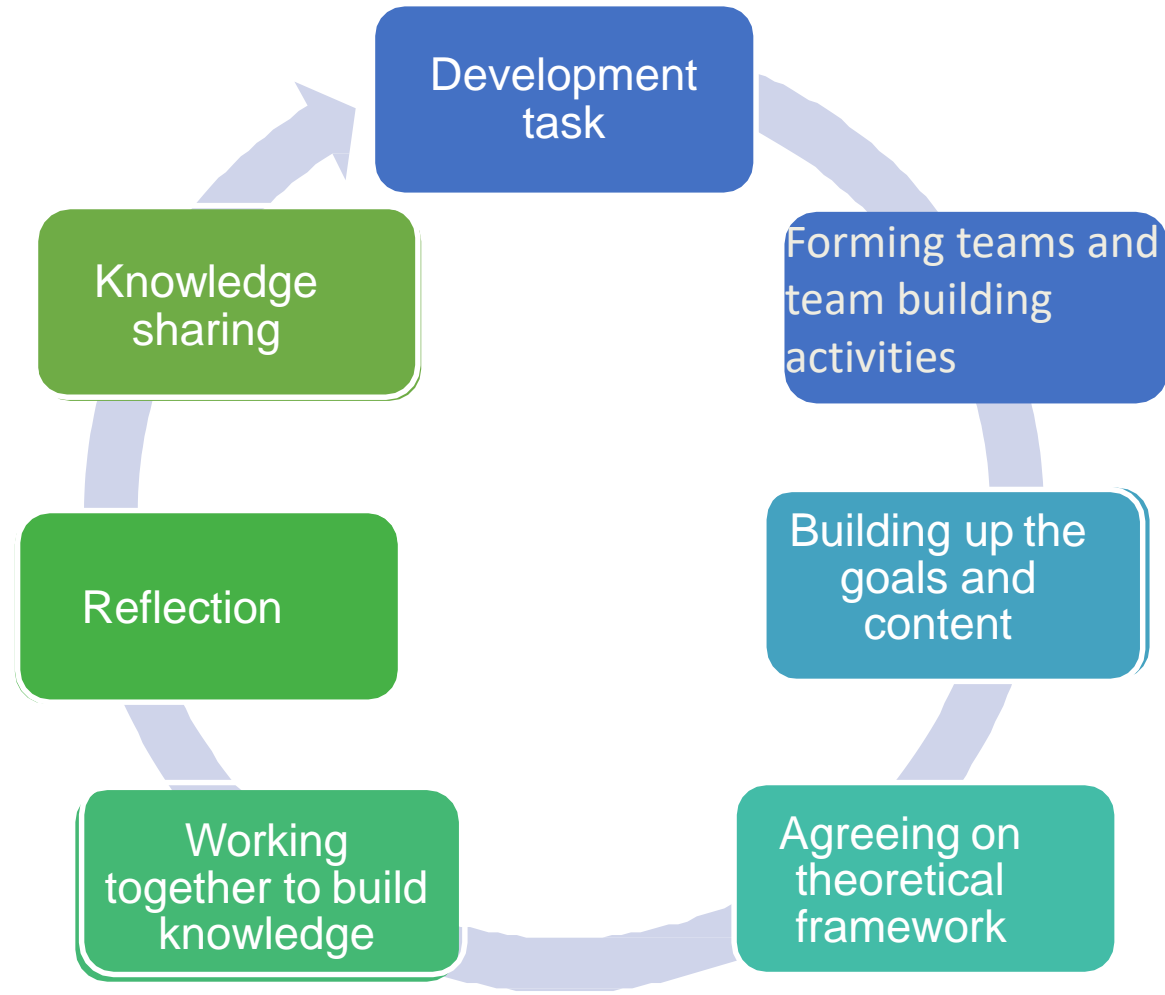 Development
task
Forming teams and
team building
activities
Building up the
goals and
content
Agreeing on
theoretical
framework
Working
together to build
knowledge
Reflection
Knowledge
sharing